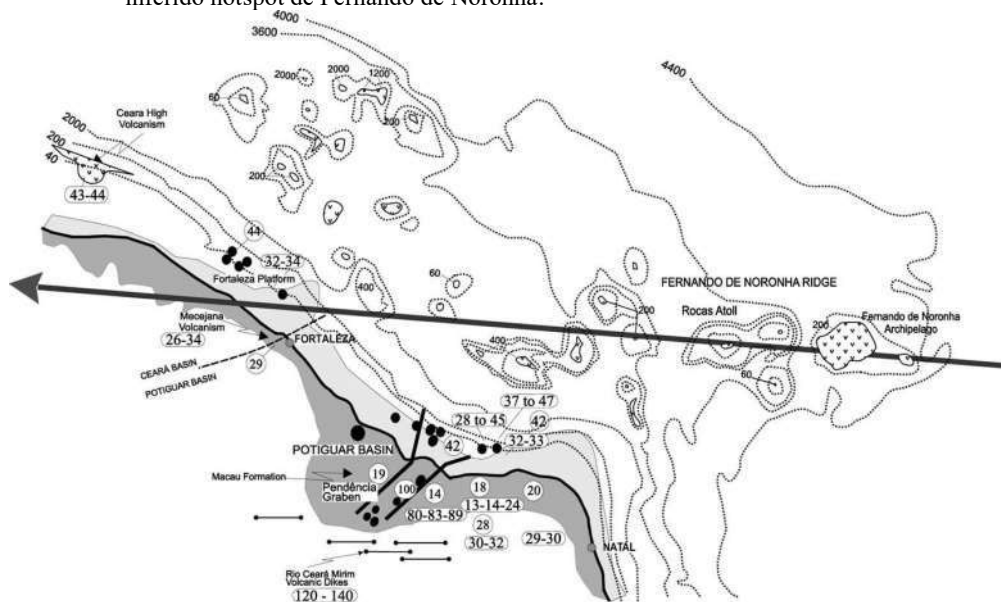 inferido hotspot de Fernando de Noronha?
4000
3600
4400
2000
1200
2000
60
200
200
Ceara High
Volcanism
2000
200
40
43-44
44
32-34
Fortaleza Platform
400
60
FERNANDO DE NORONHA RIDGE
200
Rocas Atoll
200
Fernando de Noronha
Archipelago
Mecejana
Volcanism
26-34
FORTALEZA
400
CEARÁ BASIN
POTIGUAR BASIN
29
60
37 to 47
28 to 45
42
42
32-33
POTIGUAR BASIN
Macau Formation
19
Pendência
Graben
100
14
18
20
13-14-24
80-83-89
28
30-32
29-30
NATAL
Rio Ceará Mirim
Volcanic Dikes
120 - 140